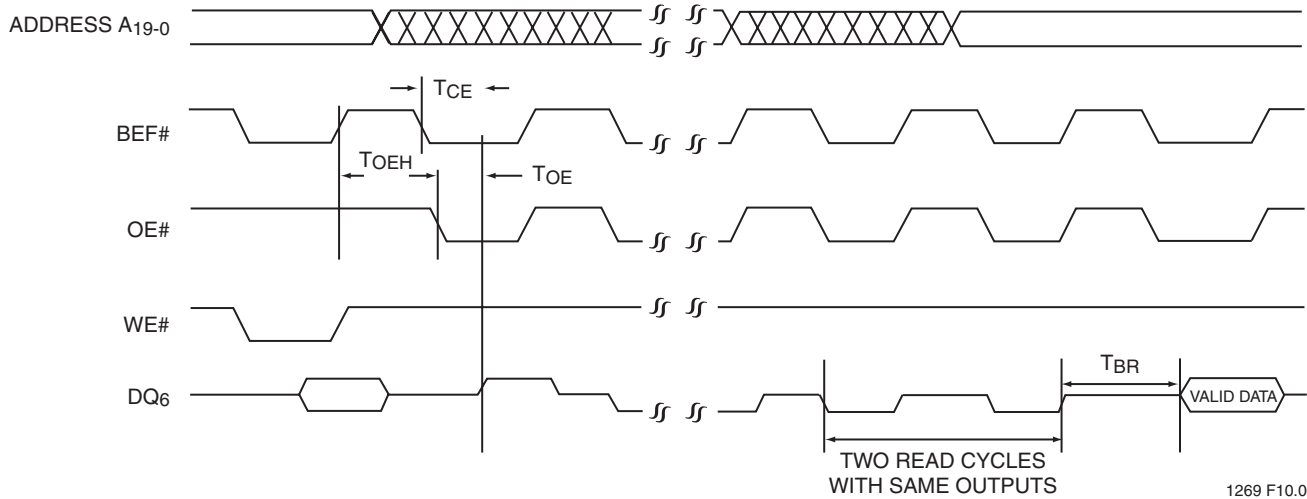 ADDRESS A19-0
TCE
BEF#
TOEH
TOE
OE#
WE#
TBR
DQ6
VALID DATA
TWO READ CYCLES
WITH SAME OUTPUTS
1269 F10.0